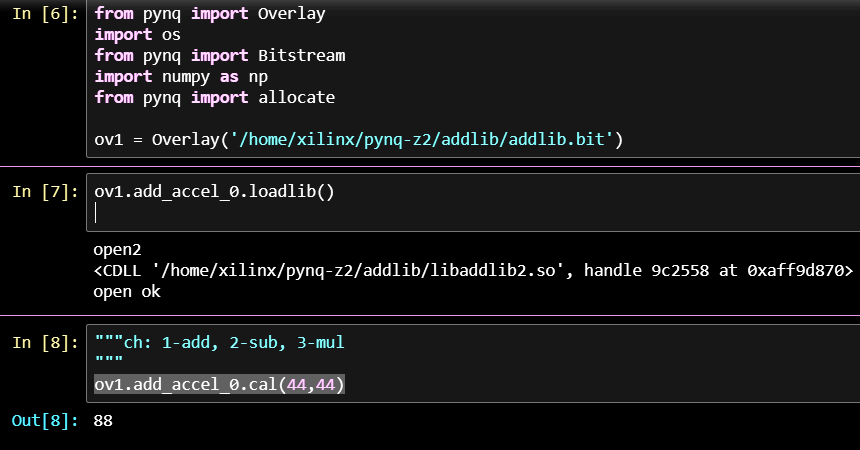 In [6]: from pynq import Overlay
import os
from pynq import Bitstream
import numpy as np
from pynq import allocate
ov1 = Overlay('/home/xilinx/pynq-z2/addlib/addlib.bit')
In [7]: ov1.add_accel_0.loadlib()
open2
<CDLL '/home/xilinx/pynq-z2/addlib/libaddlib2.so', handle 9c2558 at 0xaff9d870>
open ok
In [8]: """ch: 1-add, 2-sub, 3-mul
"""
ov1.add_accel_0.cal(44,44)
Out[8]: 88